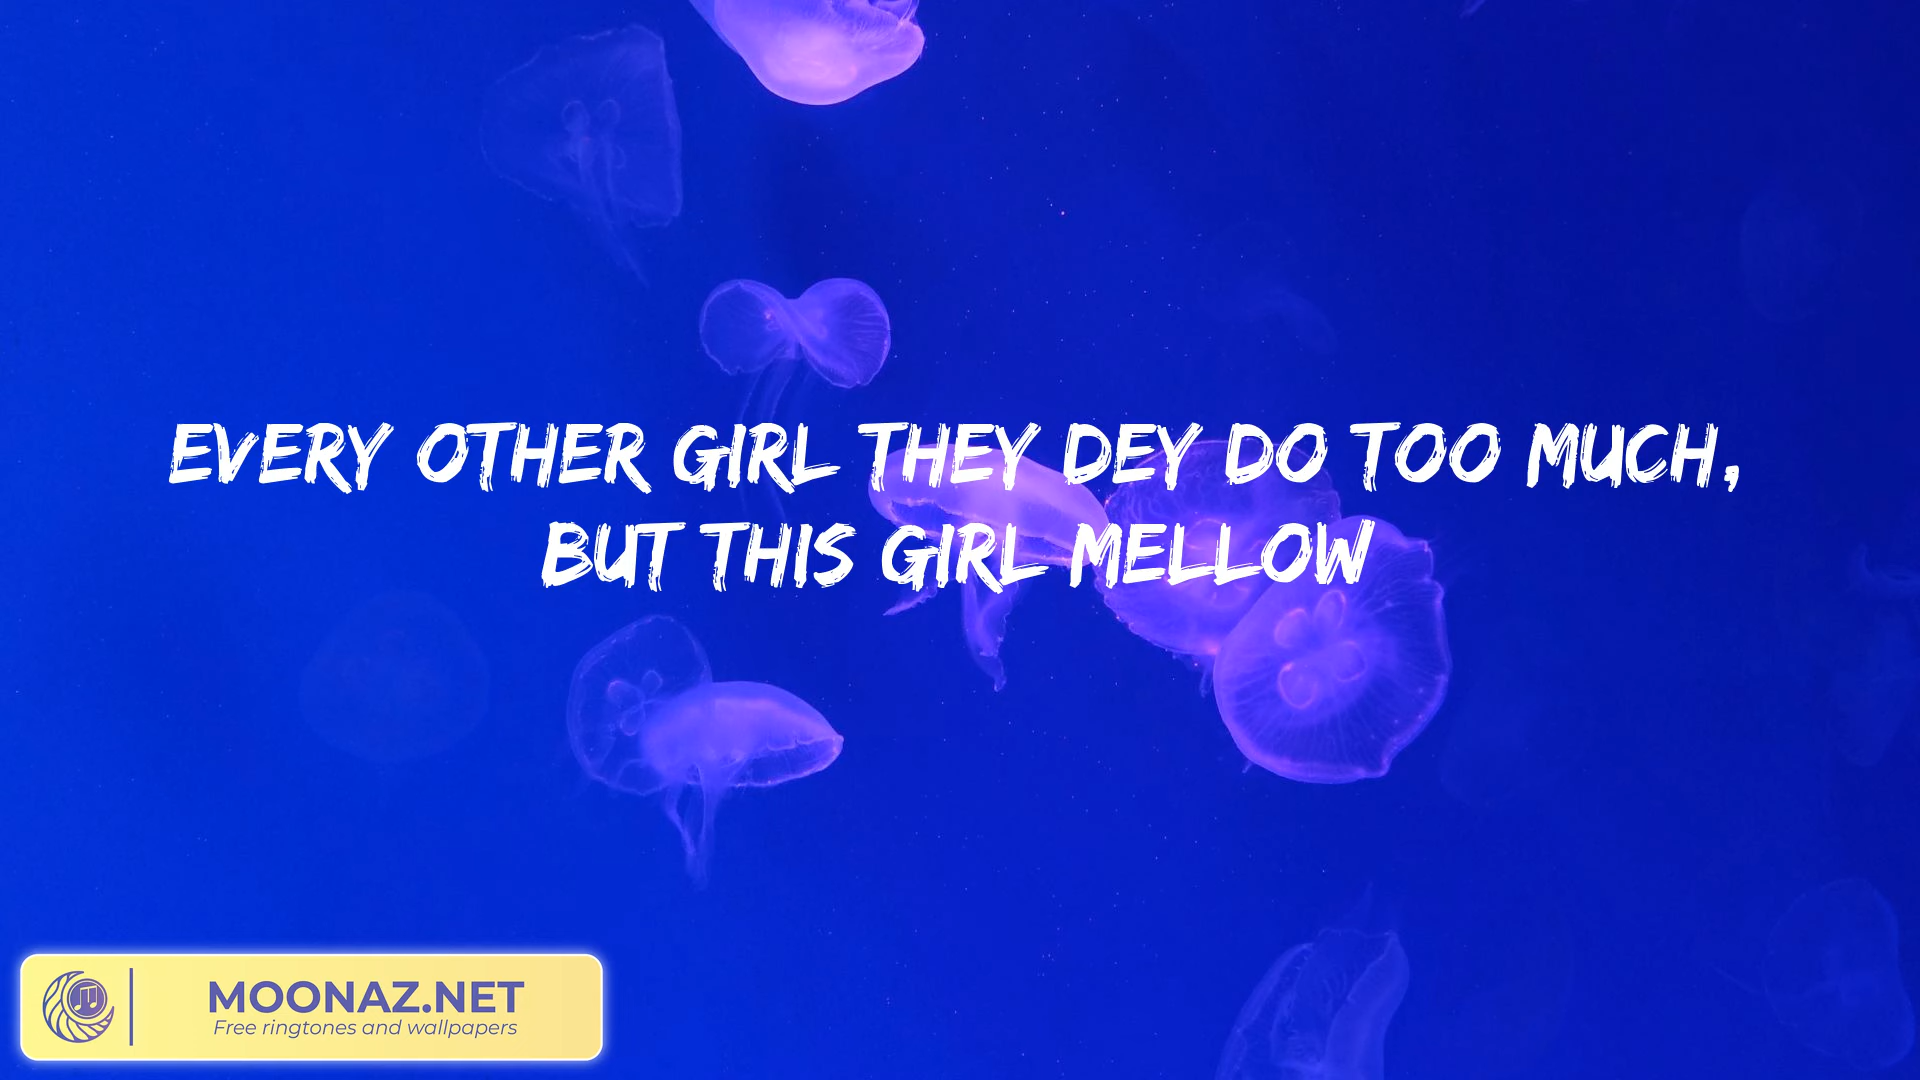 EVERY OTHER GIRL THEY DEY DO TOO MUCH,
BUT THIS GIRL MELLOW
MOONAZ.NET
Free ringtones and wallpapers